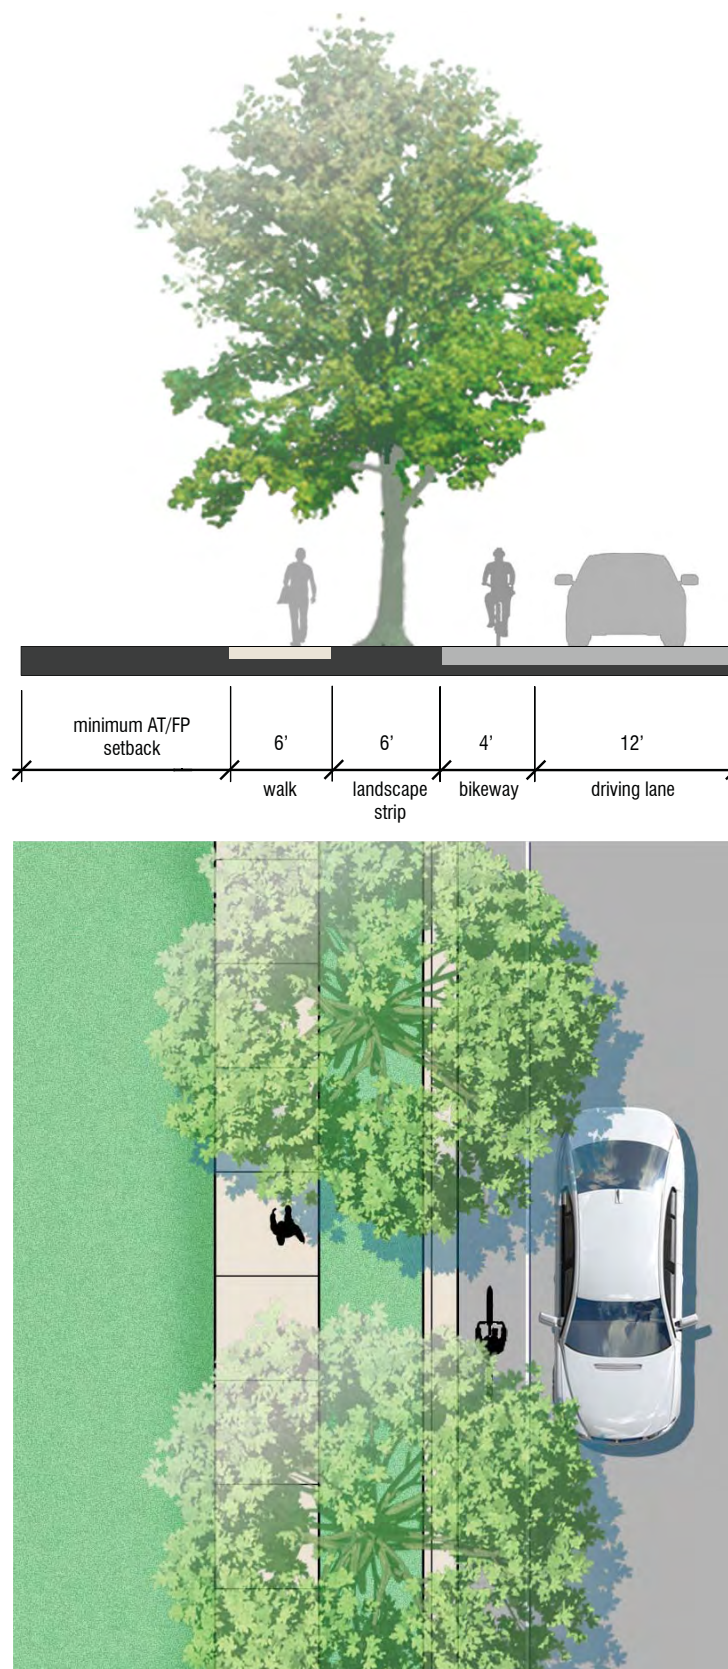 minimum AT/FP
setback
6’
6’
4’
12’
walk
landscape
strip
bikeway
driving lane